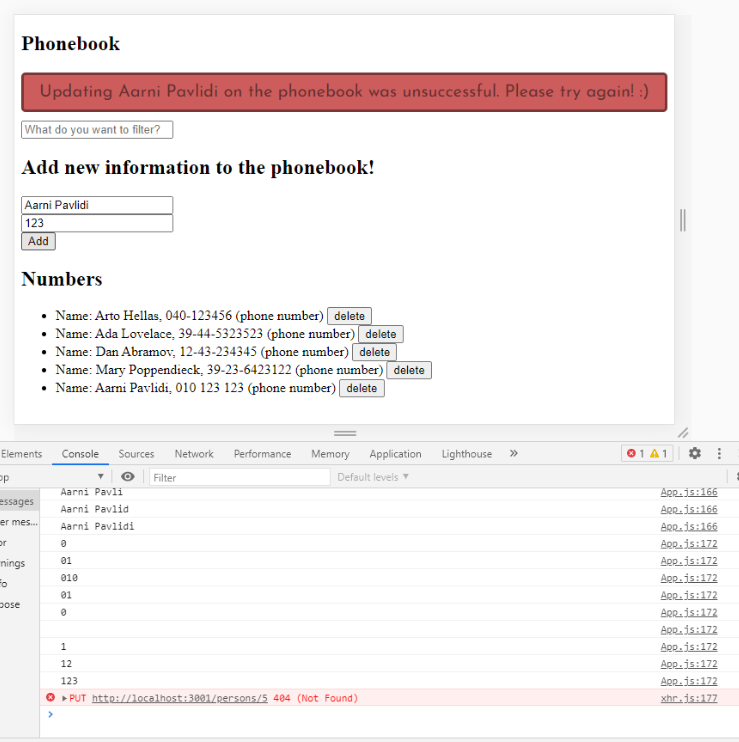 Phonebook
Updating Aarni Pavlidi on the phonebook was unsuccessful. Please try again! :)
What do you want to filter?
Add new information to the phonebook!
Aarni Pavlidi
123
Add
Numbers
Name: Arto Hellas, 040-123456 (phone number) delete
Name: Ada Lovelace, 39-44-5323523 (phone number) delete
Name: Dan Abramov, 12-43-234345 (phone number) delete
Name: Mary Poppendieck, 39-23-6423122 (phone number) delete
Name: Aarni Pavlidi, 010 123 123 (phone number) delete
Elements Console Sources Network Performance Memory Application Lighthouse » 1 1
op Filter Default levels ▼
essages Aarni Pavli App.js:166
Aarni Pavlid App.js:166
er mes... Aarni Pavlidi App.js:166
or 0 App.js:172
nings 01 App.js:172
fo 010 App.js:172
bose 01 App.js:172
0 App.js:172
App.js:172
1 App.js:172
12 App.js:172
123 App.js:172
PUT http://localhost:3001/persons/5 404 (Not Found) xhr.js:177